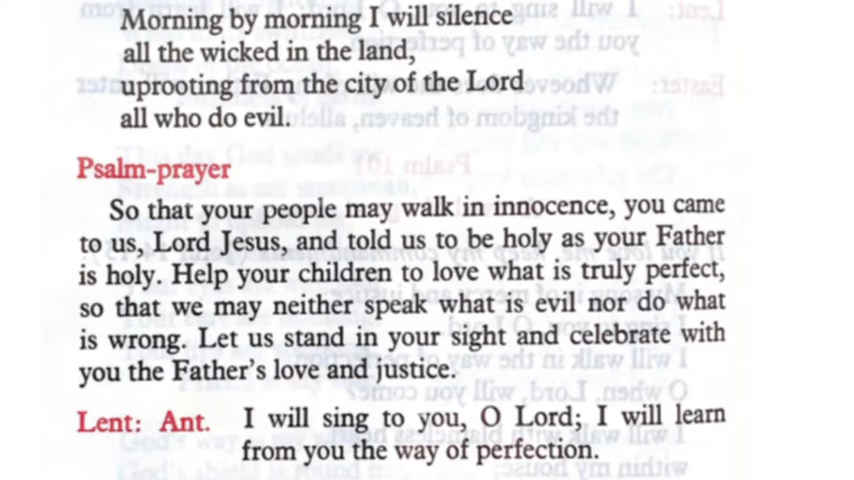 Morning by morning I will silence
all the wicked in the land,
uprooting from the city of the Lord
all who do evil.
Psalm-prayer
So that your people may walk in innocence, you came
to us, Lord Jesus, and told us to be holy as your Father
is holy. Help your children to love what is truly perfect,
so that we may neither speak what is evil nor do what
is wrong. Let us stand in your sight and celebrate with
you the Father's love and justice.
Lent: Ant. I will sing to you, O Lord; I will learn
from you the way of perfection.